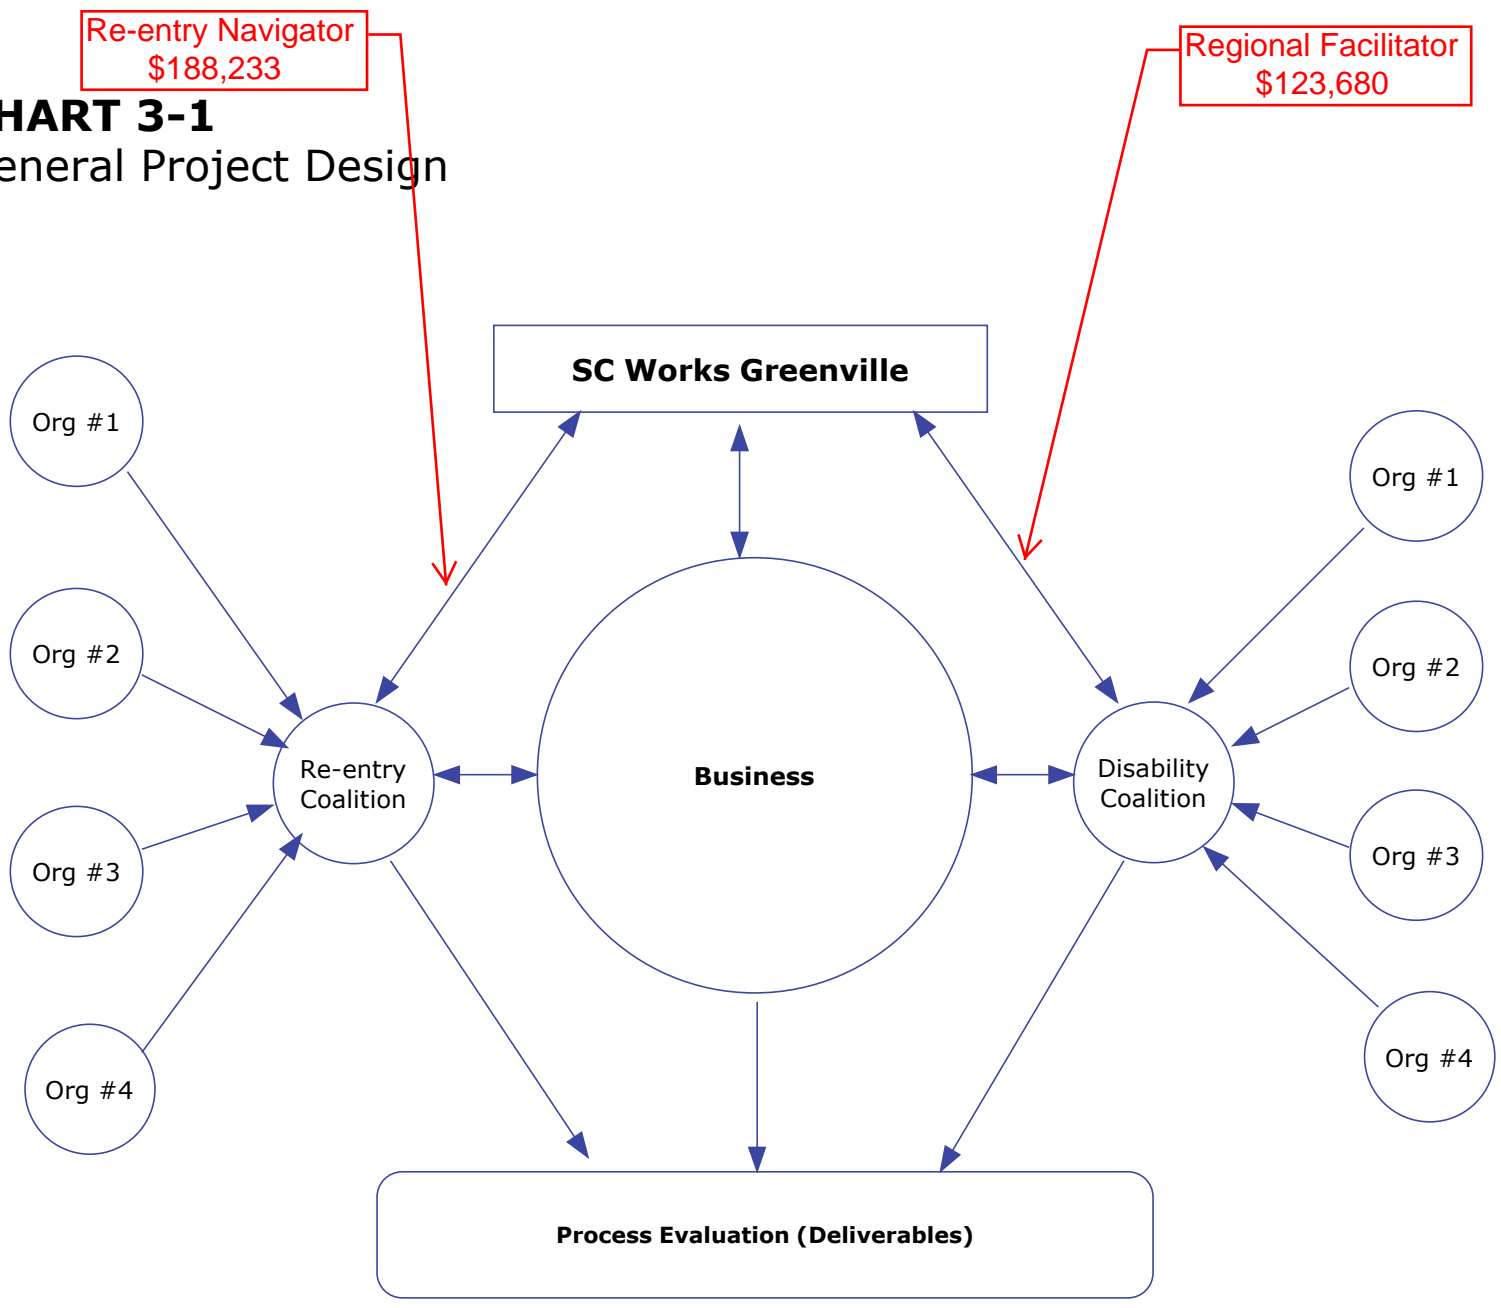 Re-entry Navigator
$188,233
Regional Facilitator
$123,680
HART 3-1
eneral Project Design
SC Works Greenville
Org #1
Org #1
Org #2
Org #2
Re-entry
Coalition
Business
Disability
Coalition
Org #3
Org #3
Org #4
Org #4
Process Evaluation (Deliverables)